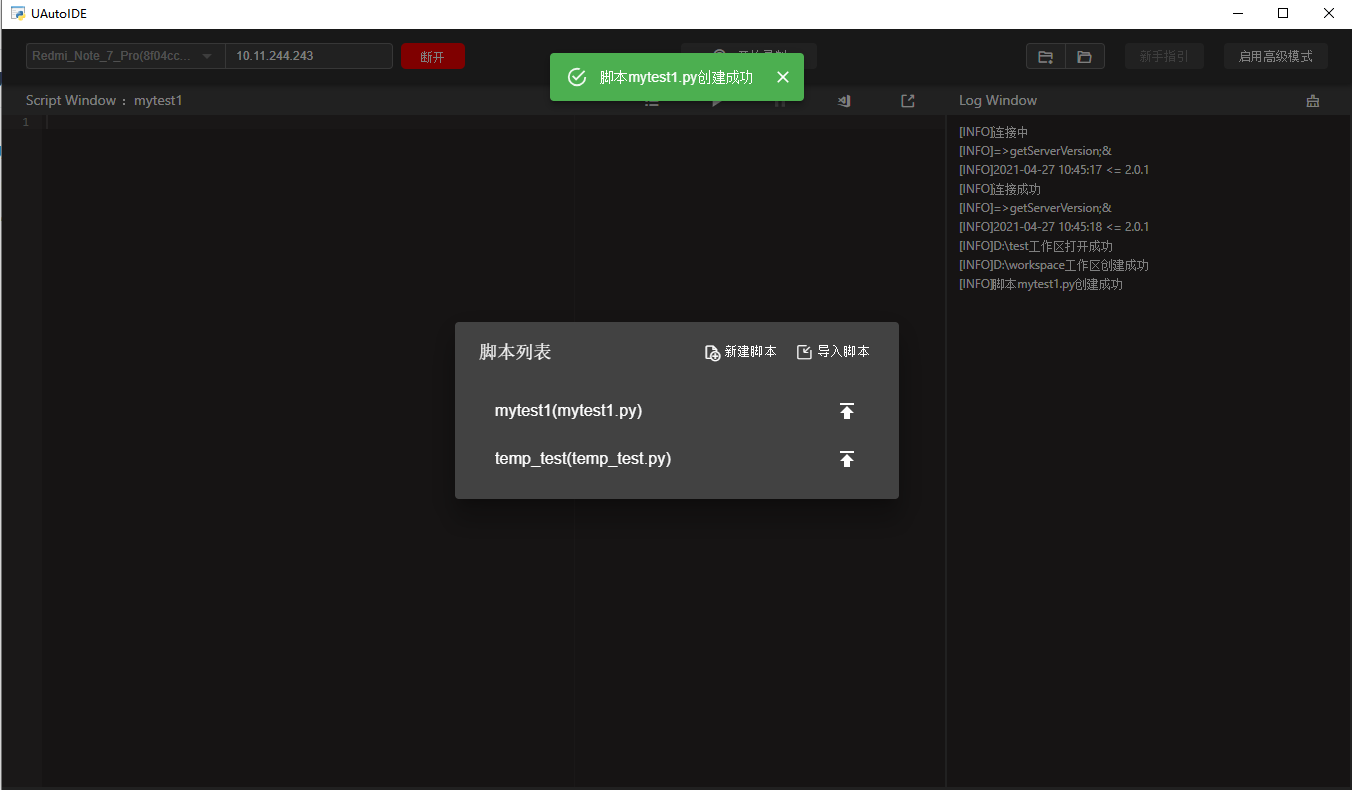 UAutoIDE
Redmi_Note_7_Pro(8f04cc...
10.11.244.243
断开
脚本mytest1.py创建成功
新手指引
启用高级模式
Script Window ： mytest1
Log Window
1
[INFO]连接中
[INFO]=>getServerVersion;&
[INFO]2021-04-27 10:45:17 <= 2.0.1
[INFO]连接成功
[INFO]=>getServerVersion;&
[INFO]2021-04-27 10:45:18 <= 2.0.1
[INFO]D:\test工作区打开成功
[INFO]D:\workspace工作区创建成功
[INFO]脚本mytest1.py创建成功
脚本列表
新建脚本
导入脚本
mytest1(mytest1.py)
temp_test(temp_test.py)